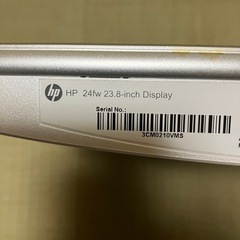 hp HP 24fw 23.8-inch Display
Serial No.:
3CM0210VMS